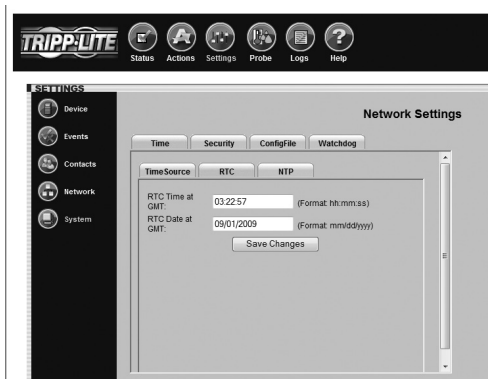 TRIPP·LITE
Status Actions Settings Probe Logs Help
SETTINGS
Device
Events
Contacts
Network
System
Network Settings
Time Security ConfigFile Watchdog
TimeSource RTC NTP
RTC Time at GMT: 03:22:57 (Format: hh:mm:ss)
RTC Date at GMT: 09/01/2009 (Format: mm/dd/yyyy)
Save Changes